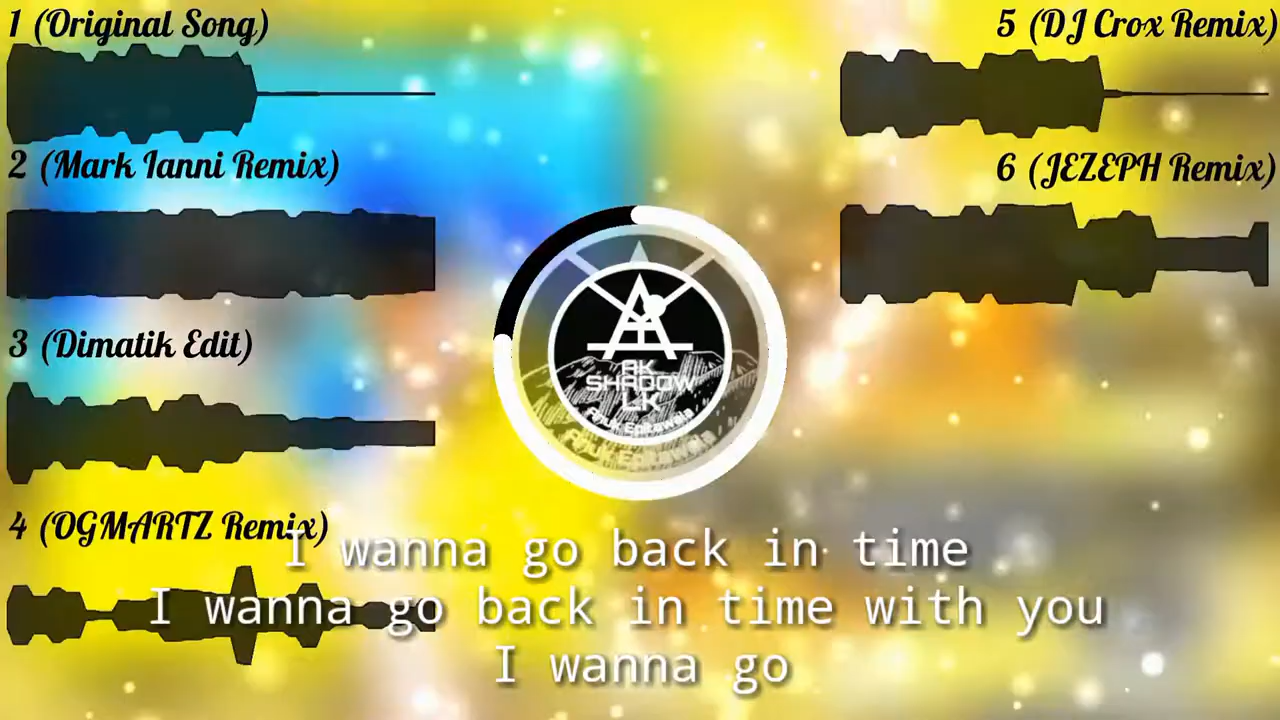 1 (Original Song)
2 (Mark Ianni Remix)
3 (Dimatik Edit)
4 (OGMARTZ Remix)
5 (DJ Crox Remix)
6 (JEZEPH Remix)
AK
SHADOW
LK
I wanna go back in time
I wanna go back in time with you
I wanna go